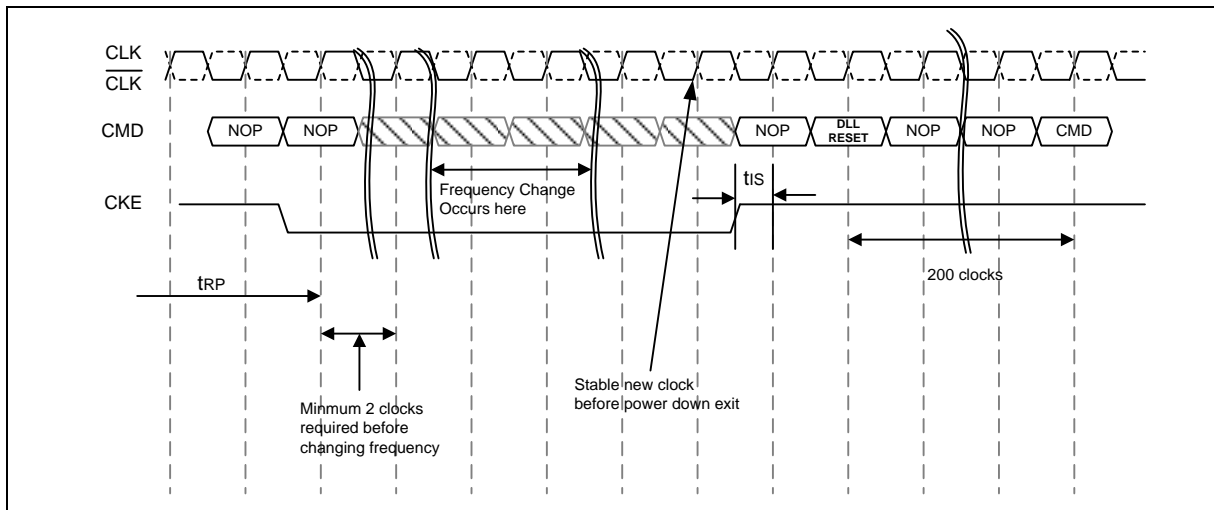 CLK
CLK
CMD
NOP
NOP
NOP
DLL
RESET
NOP
NOP
CMD
Frequency Change
Occurs here
tIS
CKE
200 clocks
tRP
Stable new clock
before power down exit
Minmum 2 clocks
required before
changing frequency